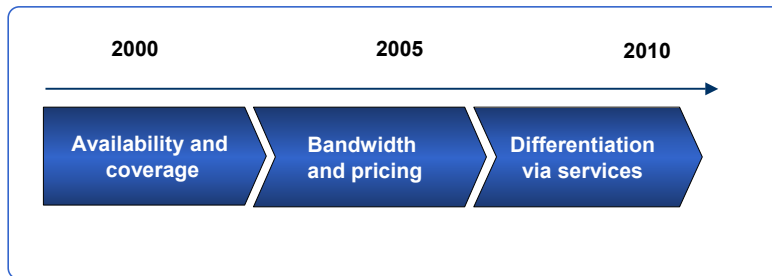 2000 2005 2010
Availability and
coverage
Bandwidth
and pricing
Differentiation
via services